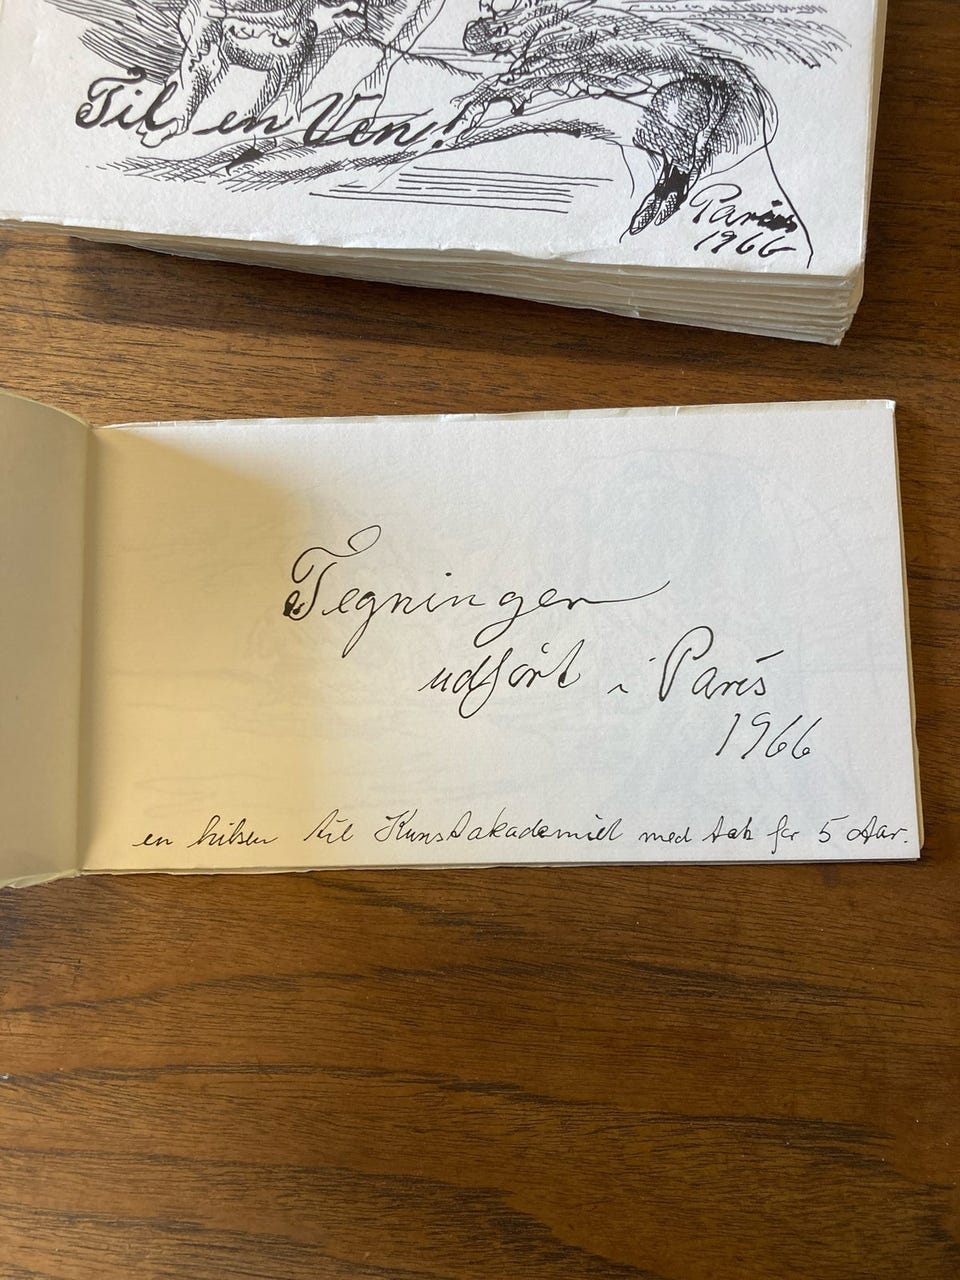 Til en Ven!
Paris
1966
Tegninger
udført i Paris
1966
en hilsen til Kunstakademiet med tak for 5 Aar.